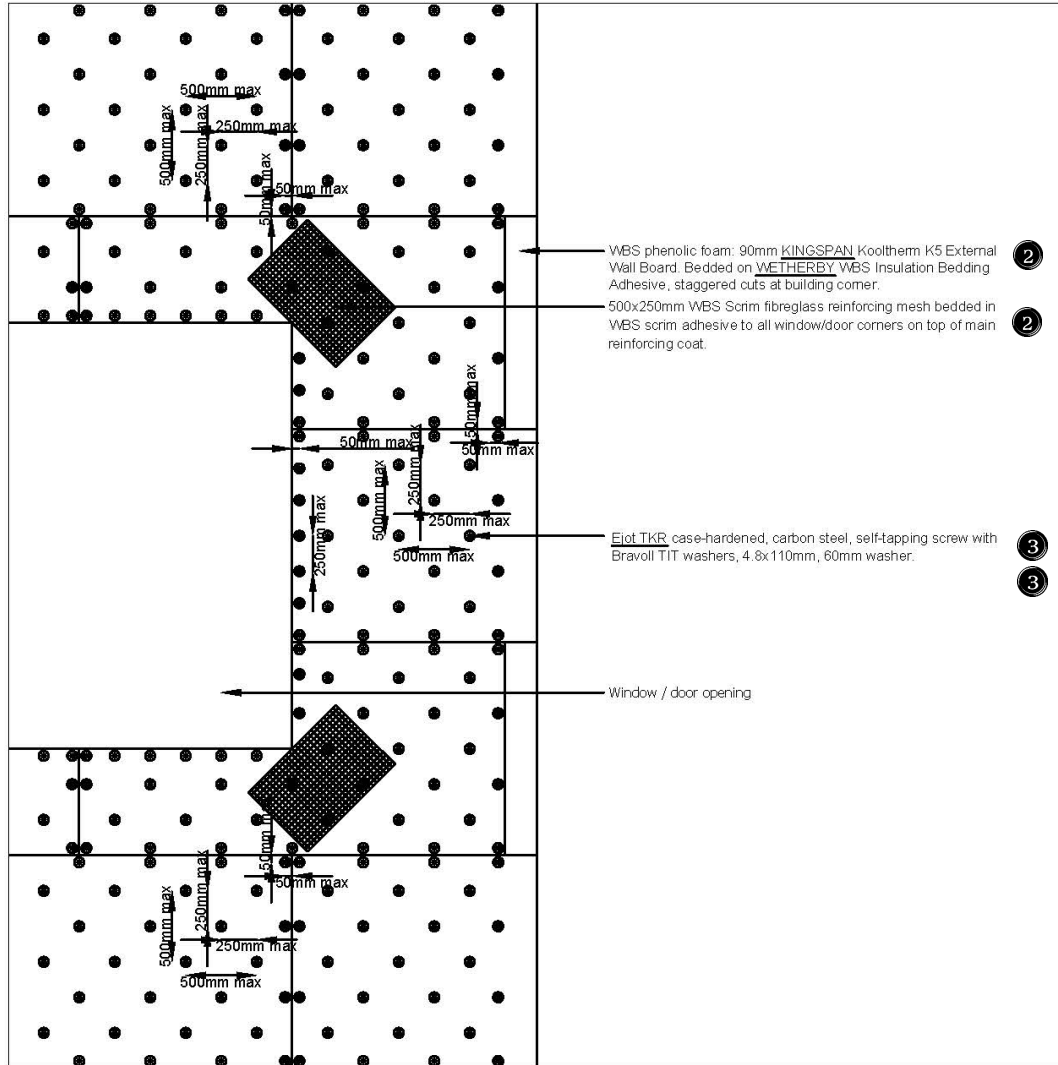 500mm max
250mm max
500mm max
250mm max
50mm max
50mm max
WBS phenolic foam: 90mm KINGSPAN Kooltherm K5 External
Wall Board. Bedded on WETHERBY WBS Insulation Bedding
Adhesive, staggered cuts at building corner.
2
500x250mm WBS Scrim fibreglass reinforcing mesh bedded in
WBS scrim adhesive to all window/door corners on top of main
reinforcing coat.
2
50mm max
50mm max
50mm max
250mm max
500mm max
250mm max
250mm max
500mm max
Ejot TKR case-hardened, carbon steel, self-tapping screw with
Bravoll TIT washers, 4.8x110mm, 60mm washer.
3
3
Window / door opening
50mm max
50mm max
250mm max
500mm max
250mm max
500mm max